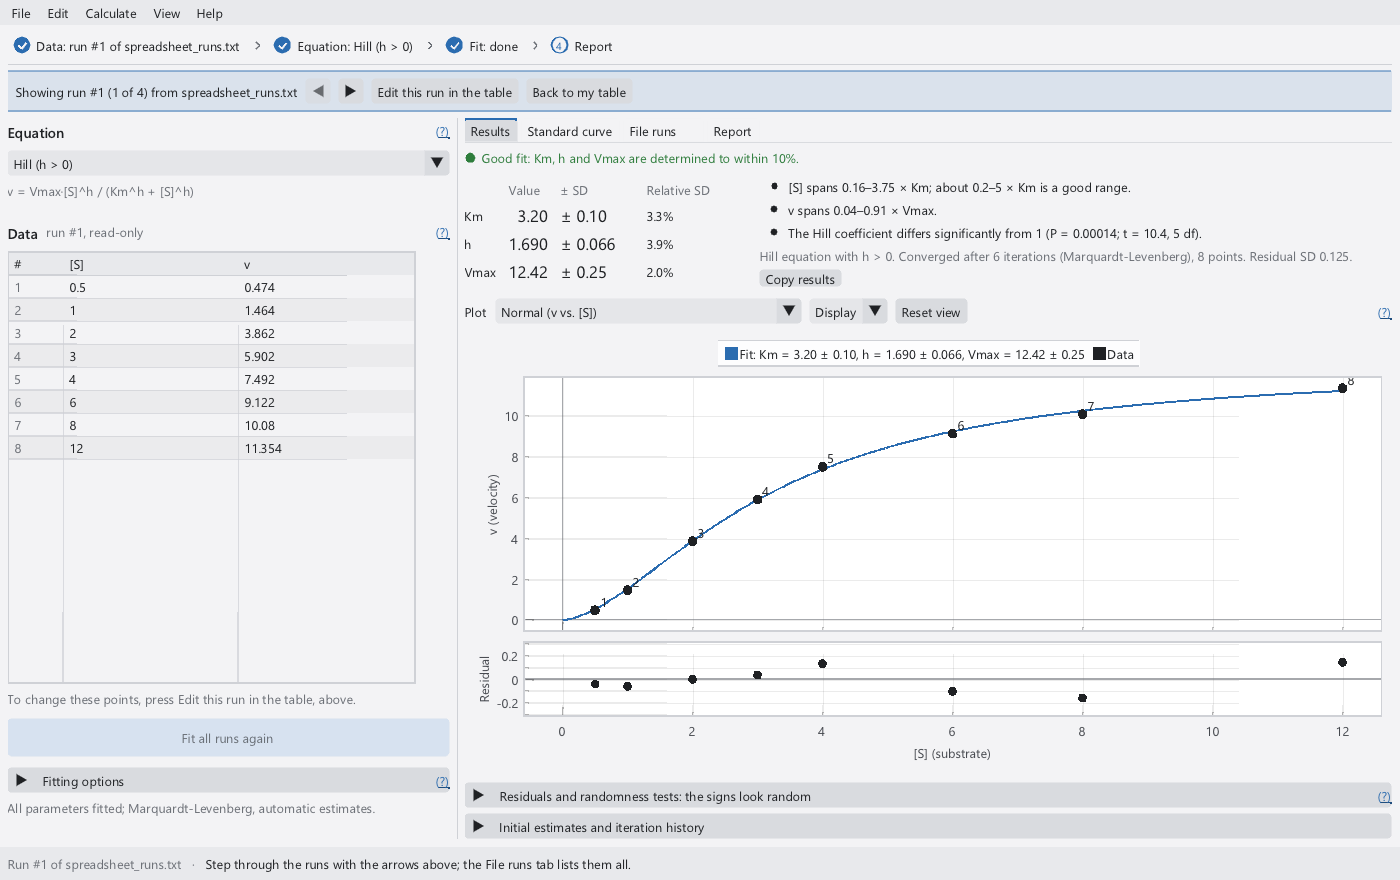 File Edit Calculate View Help
Data: run #1 of spreadsheet_runs.txt › Equation: Hill (h > 0) › Fit: done › 4 Report
Showing run #1 (1 of 4) from spreadsheet_runs.txt ◀ ▶ Edit this run in the table Back to my table
Equation (?)
Hill (h > 0)
v = Vmax·[S]^h / (Km^h + [S]^h)
Data run #1, read-only (?)
# [S] v
1 0.5 0.474
2 1 1.464
3 2 3.862
4 3 5.902
5 4 7.492
6 6 9.122
7 8 10.08
8 12 11.354
To change these points, press Edit this run in the table, above.
Fit all runs again
Fitting options (?)
All parameters fitted; Marquardt-Levenberg, automatic estimates.
Results Standard curve File runs Report
Good fit: Km, h and Vmax are determined to within 10%.
Value ± SD Relative SD
Km 3.20 ± 0.10 3.3%
h 1.690 ± 0.066 3.9%
Vmax 12.42 ± 0.25 2.0%
[S] spans 0.16–3.75 × Km; about 0.2–5 × Km is a good range.
v spans 0.04–0.91 × Vmax.
The Hill coefficient differs significantly from 1 (P = 0.00014; t = 10.4, 5 df).
Hill equation with h > 0. Converged after 6 iterations (Marquardt-Levenberg), 8 points. Residual SD 0.125.
Copy results
Plot Normal (v vs. [S]) Display Reset view (?)
Fit: Km = 3.20 ± 0.10, h = 1.690 ± 0.066, Vmax = 12.42 ± 0.25 Data
v (velocity)
10
8
6
4
2
0
1 2 3 4 5 6 7 8
Residual
0.2
0
-0.2
0 2 4 6 8 10 12
[S] (substrate)
Residuals and randomness tests: the signs look random (?)
Initial estimates and iteration history
Run #1 of spreadsheet_runs.txt · Step through the runs with the arrows above; the File runs tab lists them all.